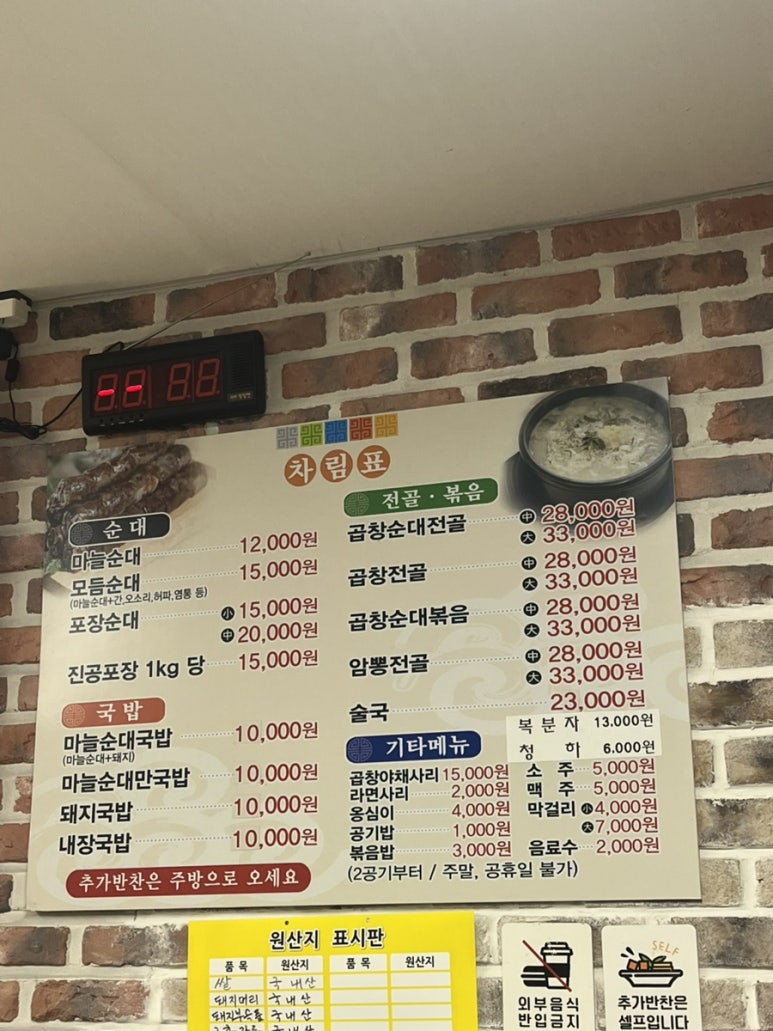 차림표
순대
마늘순대 12,000원
모듬순대 15,000원
(마늘순대+간,오소리,허파,염통 등)
포장순대 小 15,000원
中 20,000원
진공포장 1kg 당 15,000원
국밥
마늘순대국밥 10,000원
(마늘순대+돼지)
마늘순대만국밥 10,000원
돼지국밥 10,000원
내장국밥 10,000원
추가반찬은 주방으로 오세요
전골·볶음
곱창순대전골 中 28,000원
大 33,000원
곱창전골 中 28,000원
大 33,000원
곱창순대볶음 中 28,000원
大 33,000원
암뽕전골 中 28,000원
大 33,000원
술국 23,000원
기타메뉴
곱창야채사리 15,000원
라면사리 2,000원
옹심이 4,000원
공기밥 1,000원
볶음밥 3,000원
(2공기부터 / 주말, 공휴일 불가)
복분자 13.000원
청하 6.000원
소주 5,000원
맥주 5,000원
막걸리 小 4,000원
大 7,000원
음료수 2,000원
원산지 표시판
품목 원산지 품목 원산지
쌀 국내산
돼지머리 국내산
돼지부속물 국내산
국내산
외부음식
반입금지
SELF
추가반찬은
셀프입니다